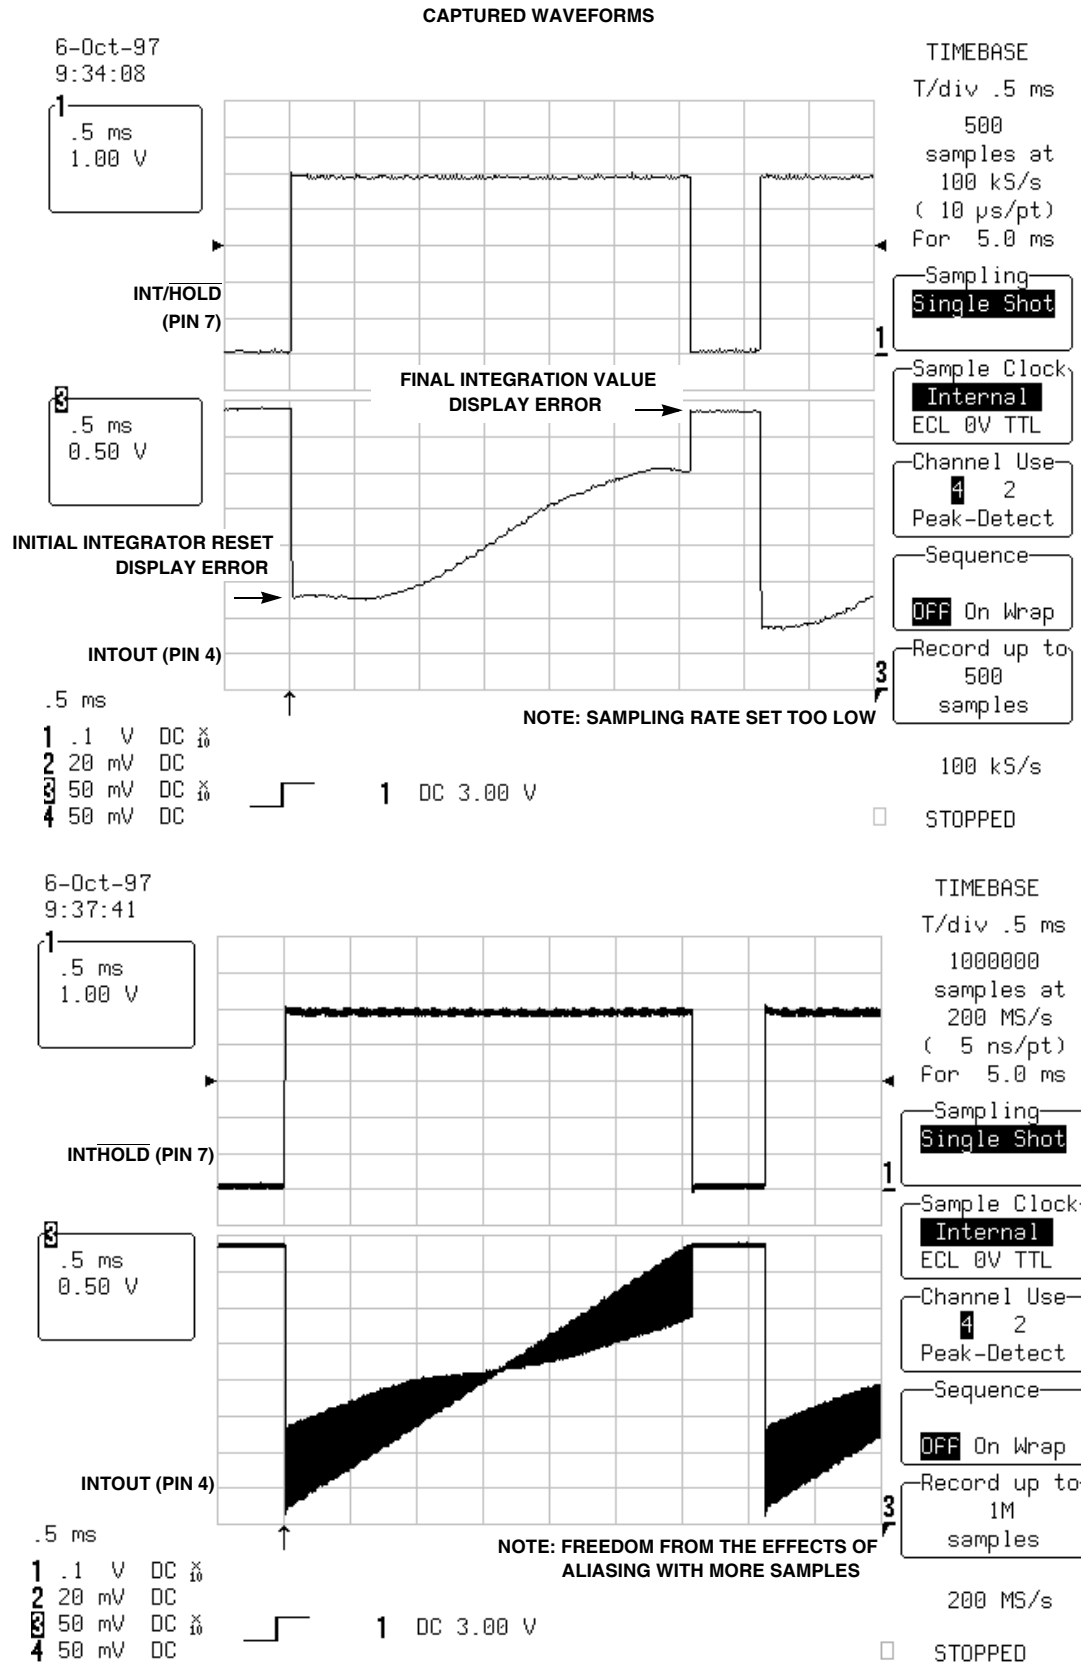 CAPTURED WAVEFORMS
6-Oct-97
9:34:08
1
.5 ms
1.00 V
INT/HOLD
(PIN 7)
3
.5 ms
0.50 V
FINAL INTEGRATION VALUE
DISPLAY ERROR
INITIAL INTEGRATOR RESET
DISPLAY ERROR
INTOUT (PIN 4)
1
3
NOTE: SAMPLING RATE SET TOO LOW
TIMEBASE
T/div .5 ms
500
samples at
100 kS/s
( 10 µs/pt)
for 5.0 ms
Sampling
Single Shot
Sample Clock
Internal
ECL 0V TTL
Channel Use
4 2
Peak-Detect
Sequence
OFF On Wrap
Record up to
500
samples
.5 ms
1 .1 V DC X10
2 20 mV DC
3 50 mV DC X10
4 50 mV DC
1 DC 3.00 V
100 kS/s
STOPPED
6-Oct-97
9:37:41
1
.5 ms
1.00 V
INTHOLD (PIN 7)
3
.5 ms
0.50 V
INTOUT (PIN 4)
1
3
NOTE: FREEDOM FROM THE EFFECTS OF
ALIASING WITH MORE SAMPLES
TIMEBASE
T/div .5 ms
1000000
samples at
200 MS/s
( 5 ns/pt)
for 5.0 ms
Sampling
Single Shot
Sample Clock
Internal
ECL 0V TTL
Channel Use
4 2
Peak-Detect
Sequence
OFF On Wrap
Record up to
1M
samples
.5 ms
1 .1 V DC X10
2 20 mV DC
3 50 mV DC X10
4 50 mV DC
1 DC 3.00 V
200 MS/s
STOPPED